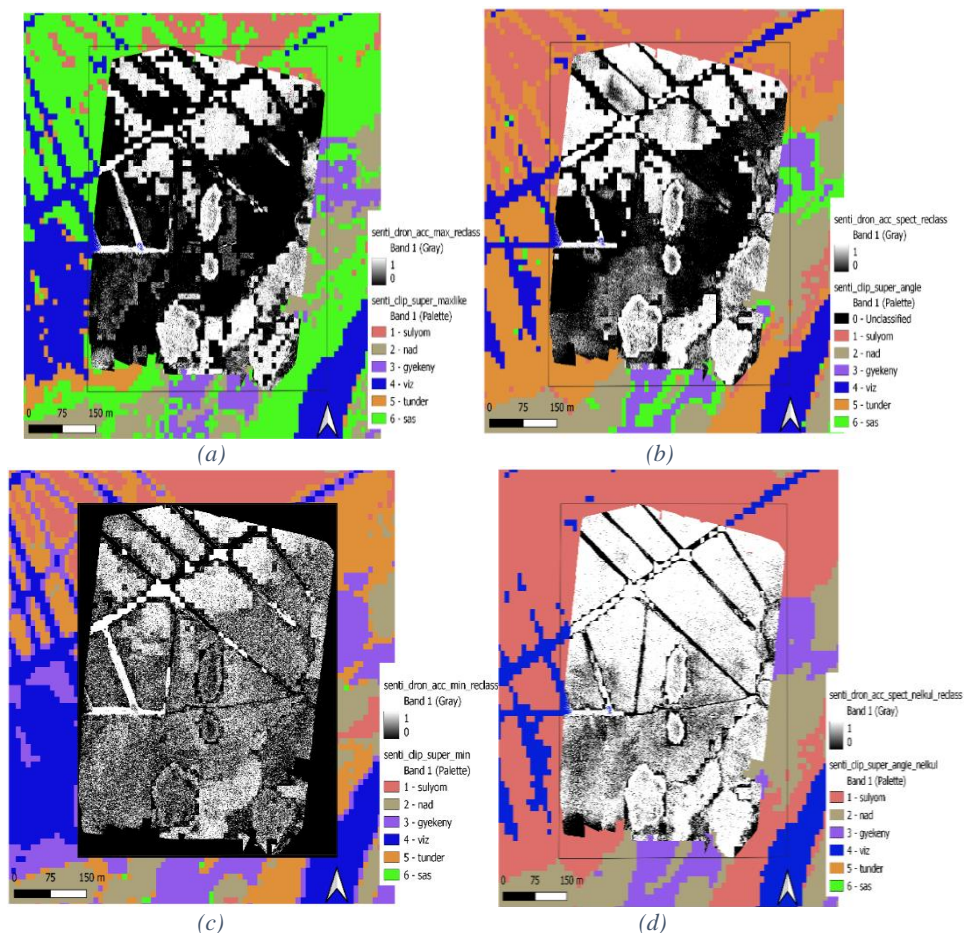 senti_dron_acc_max_reclass
Band 1 (Gray)
1
0
senti_clip_super_maxlike
Band 1 (Palette)
1 - sulyom
2 - nad
3 - gyekeny
4 - viz
5 - tunder
6 - sas
0 75 150 m
(a)
senti_dron_acc_spect_reclass
Band 1 (Gray)
1
0
senti_clip_super_angle
Band 1 (Palette)
0 - Unclassified
1 - sulyom
2 - nad
3 - gyekeny
4 - viz
5 - tunder
6 - sas
0 75 150 m
(b)
senti_dron_acc_min_reclass
Band 1 (Gray)
1
0
senti_clip_super_min
Band 1 (Palette)
1 - sulyom
2 - nad
3 - gyekeny
4 - viz
5 - tunder
6 - sas
0 75 150 m
(c)
senti_dron_acc_spect_nelkul_reclass
Band 1 (Gray)
1
0
senti_clip_super_angle_nelkul
Band 1 (Palette)
1 - sulyom
2 - nad
3 - gyekeny
4 - viz
5 - tunder
6 - sas
0 75 150 m
(d)